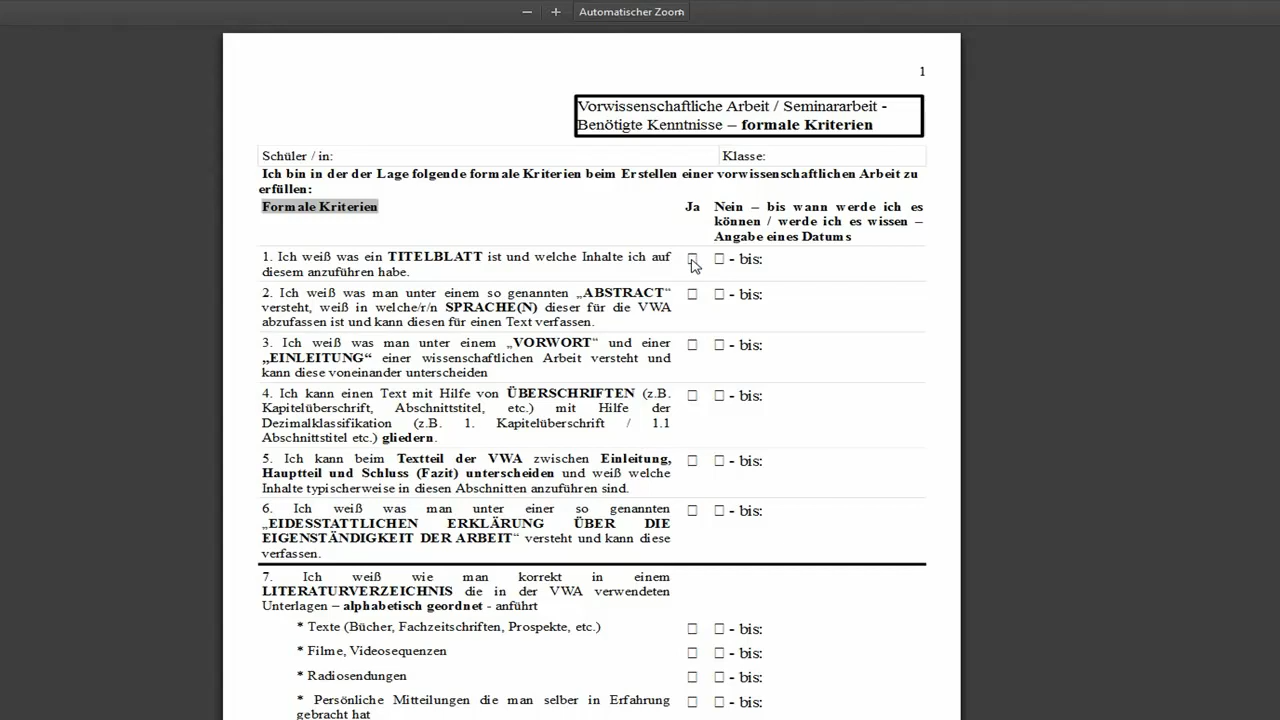 − + Automatischer Zoom
1
Vorwissenschaftliche Arbeit / Seminararbeit -
Benötigte Kenntnisse – formale Kriterien
Schüler / in: Klasse:
Ich bin in der der Lage folgende formale Kriterien beim Erstellen einer vorwissenschaftlichen Arbeit zu
erfüllen:
Formale Kriterien Ja Nein – bis wann werde ich es
können / werde ich es wissen –
Angabe eines Datums
1. Ich weiß was ein TITELBLATT ist und welche Inhalte ich auf
diesem anzuführen habe.
☐ ☐ - bis:
2. Ich weiß was man unter einem so genannten „ABSTRACT“
versteht, weiß in welche/r/n SPRACHE(N) dieser für die VWA
abzufassen ist und kann diesen für einen Text verfassen.
☐ ☐ - bis:
3. Ich weiß was man unter einem „VORWORT“ und einer
„EINLEITUNG“ einer wissenschaftlichen Arbeit versteht und
kann diese voneinander unterscheiden
☐ ☐ - bis:
4. Ich kann einen Text mit Hilfe von ÜBERSCHRIFTEN (z.B.
Kapitelüberschrift, Abschnittstitel, etc.) mit Hilfe der
Dezimalklassifikation (z.B. 1. Kapitelüberschrift / 1.1
Abschnittstitel etc.) gliedern.
☐ ☐ - bis:
5. Ich kann beim Textteil der VWA zwischen Einleitung,
Hauptteil und Schluss (Fazit) unterscheiden und weiß welche
Inhalte typischerweise in diesen Abschnitten anzuführen sind.
☐ ☐ - bis:
6. Ich weiß was man unter einer so genannten
„EIDESSTATTLICHEN ERKLÄRUNG ÜBER DIE
EIGENSTÄNDIGKEIT DER ARBEIT“ versteht und kann diese
verfassen.
☐ ☐ - bis:
7. Ich weiß wie man korrekt in einem
LITERATURVERZEICHNIS die in der VWA verwendeten
Unterlagen – alphabetisch geordnet - anführt
* Texte (Bücher, Fachzeitschriften, Prospekte, etc.) ☐ ☐ - bis:
* Filme, Videosequenzen ☐ ☐ - bis:
* Radiosendungen ☐ ☐ - bis:
* Persönliche Mitteilungen die man selber in Erfahrung
gebracht hat
☐ ☐ - bis: